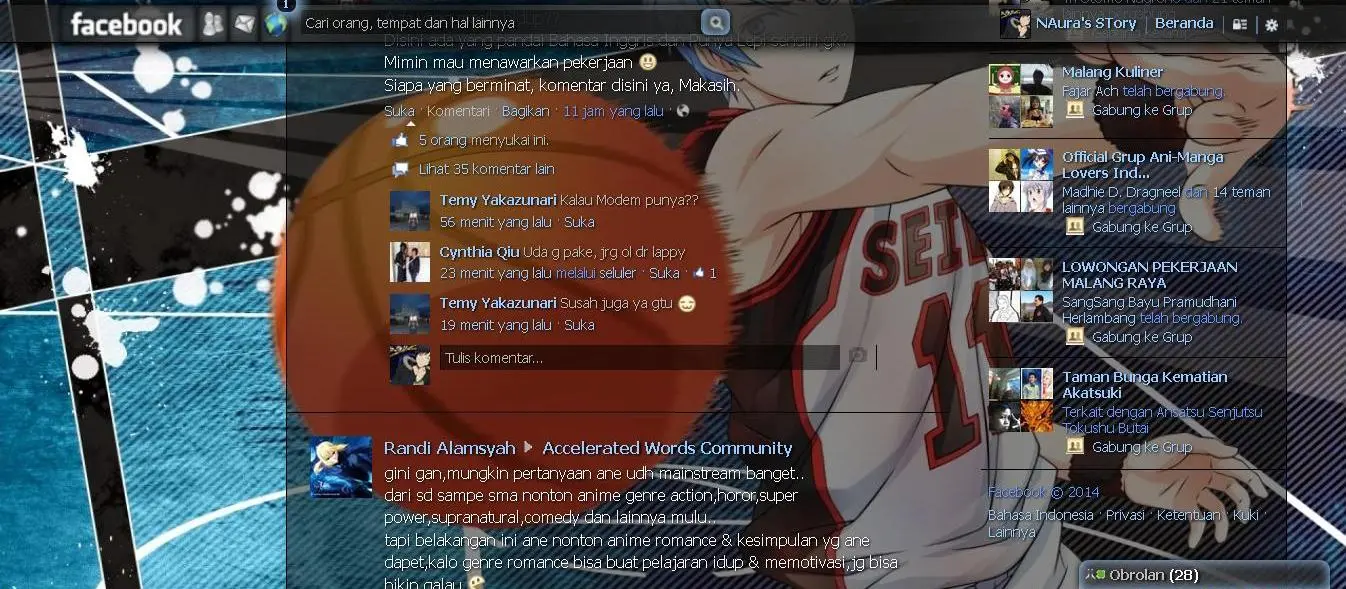 facebook
1
Cari orang, tempat dan hal lainnya
NAura's STory
Beranda
Disini ada yang pandai Bahasa Inggris dan Punya Lepi sendiri gk?
Mimin mau menawarkan pekerjaan
Siapa yang berminat, komentar disini ya, Makasih.
Suka · Komentari · Bagikan · 11 jam yang lalu ·
5 orang menyukai ini.
Lihat 35 komentar lain
Temy Yakazunari Kalau Modem punya??
56 menit yang lalu · Suka
Cynthia Qiu Uda g pake, jrg ol dr lappy
23 menit yang lalu melalui seluler · Suka · 1
Temy Yakazunari Susah juga ya gtu
19 menit yang lalu · Suka
Tulis komentar...
Randi Alamsyah Accelerated Words Community
gini gan,mungkin pertanyaan ane udh mainstream banget..
dari sd sampe sma nonton anime genre action,horor,super
power,supranatural,comedy dan lainnya mulu..
tapi belakangan ini ane nonton anime romance & kesimpulan yg ane
dapet,kalo genre romance bisa buat pelajaran idup & memotivasi,jg bisa
bikin galau
Malang Kuliner
Fajar Ach telah bergabung.
Gabung ke Grup
Official Grup Ani-Manga
Lovers Ind...
Madhie D. Dragneel dan 14 teman
lainnya bergabung
Gabung ke Grup
LOWONGAN PEKERJAAN
MALANG RAYA
SangSang Bayu Pramudhani
Herlambang telah bergabung.
Gabung ke Grup
Taman Bunga Kematian
Akatsuki
Terkait dengan Ansatsu Senjutsu
Tokushu Butai
Gabung ke Grup
Facebook © 2014
Bahasa Indonesia · Privasi · Ketentuan · Kuki ·
Lainnya
Obrolan (28)
SEI
11